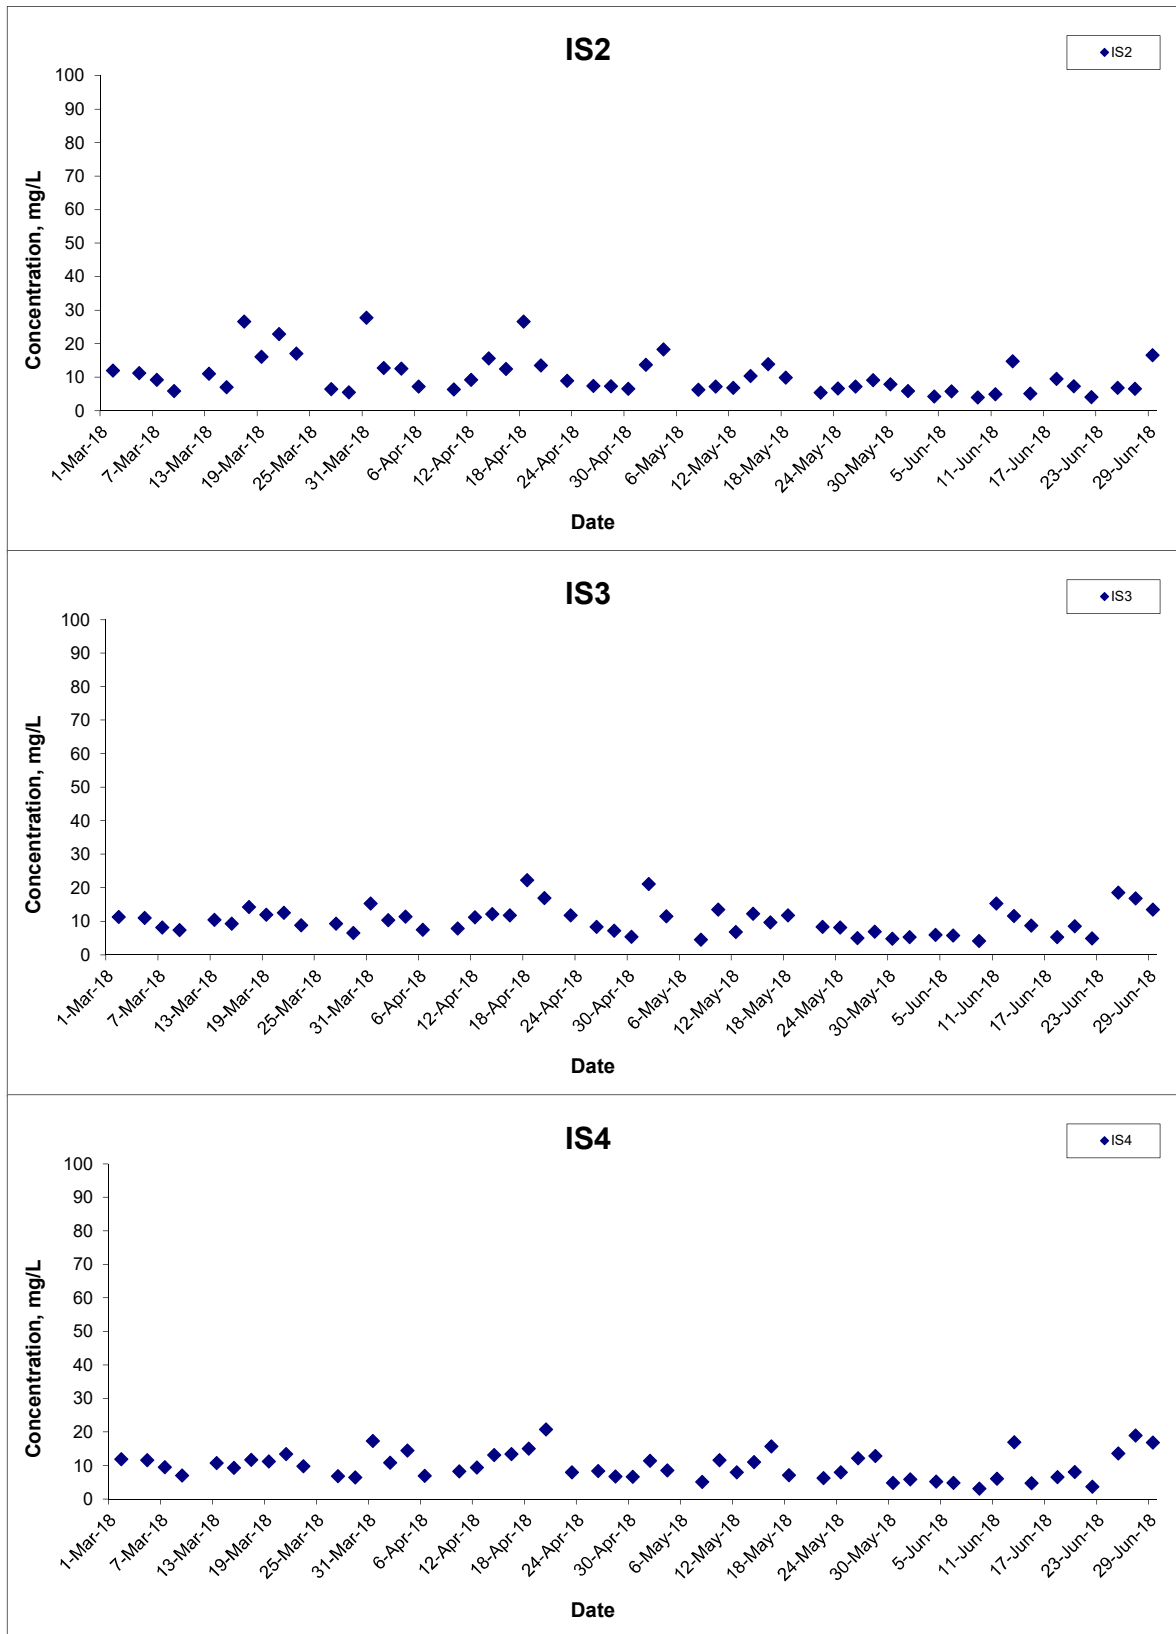 IS2
IS2
100
90
80
70
60
50
40
30
20
10
0
Concentration, mg/L
1-Mar-18
7-Mar-18
13-Mar-18
19-Mar-18
25-Mar-18
31-Mar-18
6-Apr-18
12-Apr-18
18-Apr-18
24-Apr-18
30-Apr-18
6-May-18
12-May-18
18-May-18
24-May-18
30-May-18
5-Jun-18
11-Jun-18
17-Jun-18
23-Jun-18
29-Jun-18
Date
IS3
IS3
100
90
80
70
60
50
40
30
20
10
0
Concentration, mg/L
1-Mar-18
7-Mar-18
13-Mar-18
19-Mar-18
25-Mar-18
31-Mar-18
6-Apr-18
12-Apr-18
18-Apr-18
24-Apr-18
30-Apr-18
6-May-18
12-May-18
18-May-18
24-May-18
30-May-18
5-Jun-18
11-Jun-18
17-Jun-18
23-Jun-18
29-Jun-18
Date
IS4
IS4
100
90
80
70
60
50
40
30
20
10
0
Concentration, mg/L
1-Mar-18
7-Mar-18
13-Mar-18
19-Mar-18
25-Mar-18
31-Mar-18
6-Apr-18
12-Apr-18
18-Apr-18
24-Apr-18
30-Apr-18
6-May-18
12-May-18
18-May-18
24-May-18
30-May-18
5-Jun-18
11-Jun-18
17-Jun-18
23-Jun-18
29-Jun-18
Date